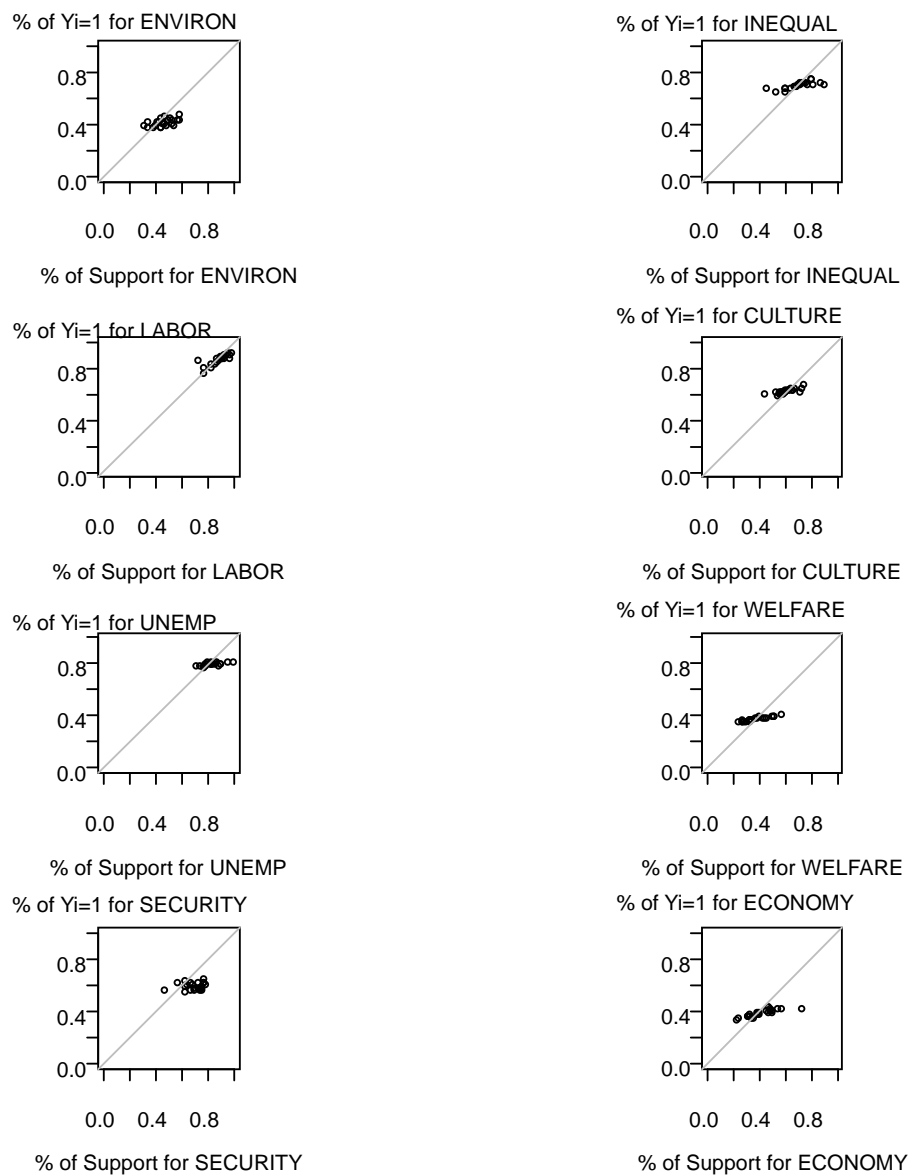 % of Yi=1 for ENVIRON
0.8
0.4
0.0
0.0 0.4 0.8
% of Support for ENVIRON
% of Yi=1 for INEQUAL
0.8
0.4
0.0
0.0 0.4 0.8
% of Support for INEQUAL
% of Yi=1 for LABOR
0.8
0.4
0.0
0.0 0.4 0.8
% of Support for LABOR
% of Yi=1 for CULTURE
0.8
0.4
0.0
0.0 0.4 0.8
% of Support for CULTURE
% of Yi=1 for UNEMP
0.8
0.4
0.0
0.0 0.4 0.8
% of Support for UNEMP
% of Yi=1 for WELFARE
0.8
0.4
0.0
0.0 0.4 0.8
% of Support for WELFARE
% of Yi=1 for SECURITY
0.8
0.4
0.0
0.0 0.4 0.8
% of Support for SECURITY
% of Yi=1 for ECONOMY
0.8
0.4
0.0
0.0 0.4 0.8
% of Support for ECONOMY